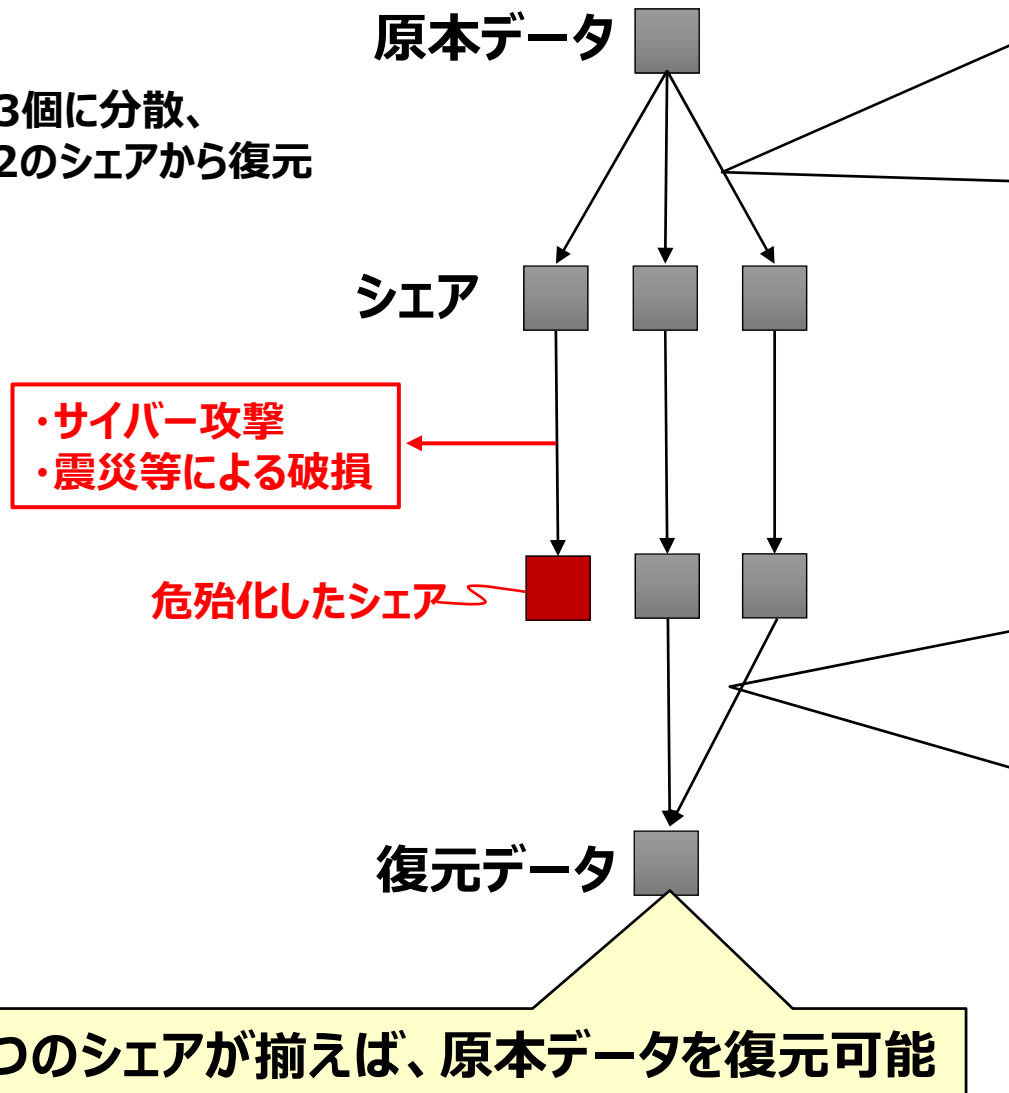 原本データ
3個に分散、
2のシェアから復元
シェア
・サイバー攻撃
・震災等による破損
危殆化したシェア
復元データ
つのシェアが揃えば、原本データを復元可能